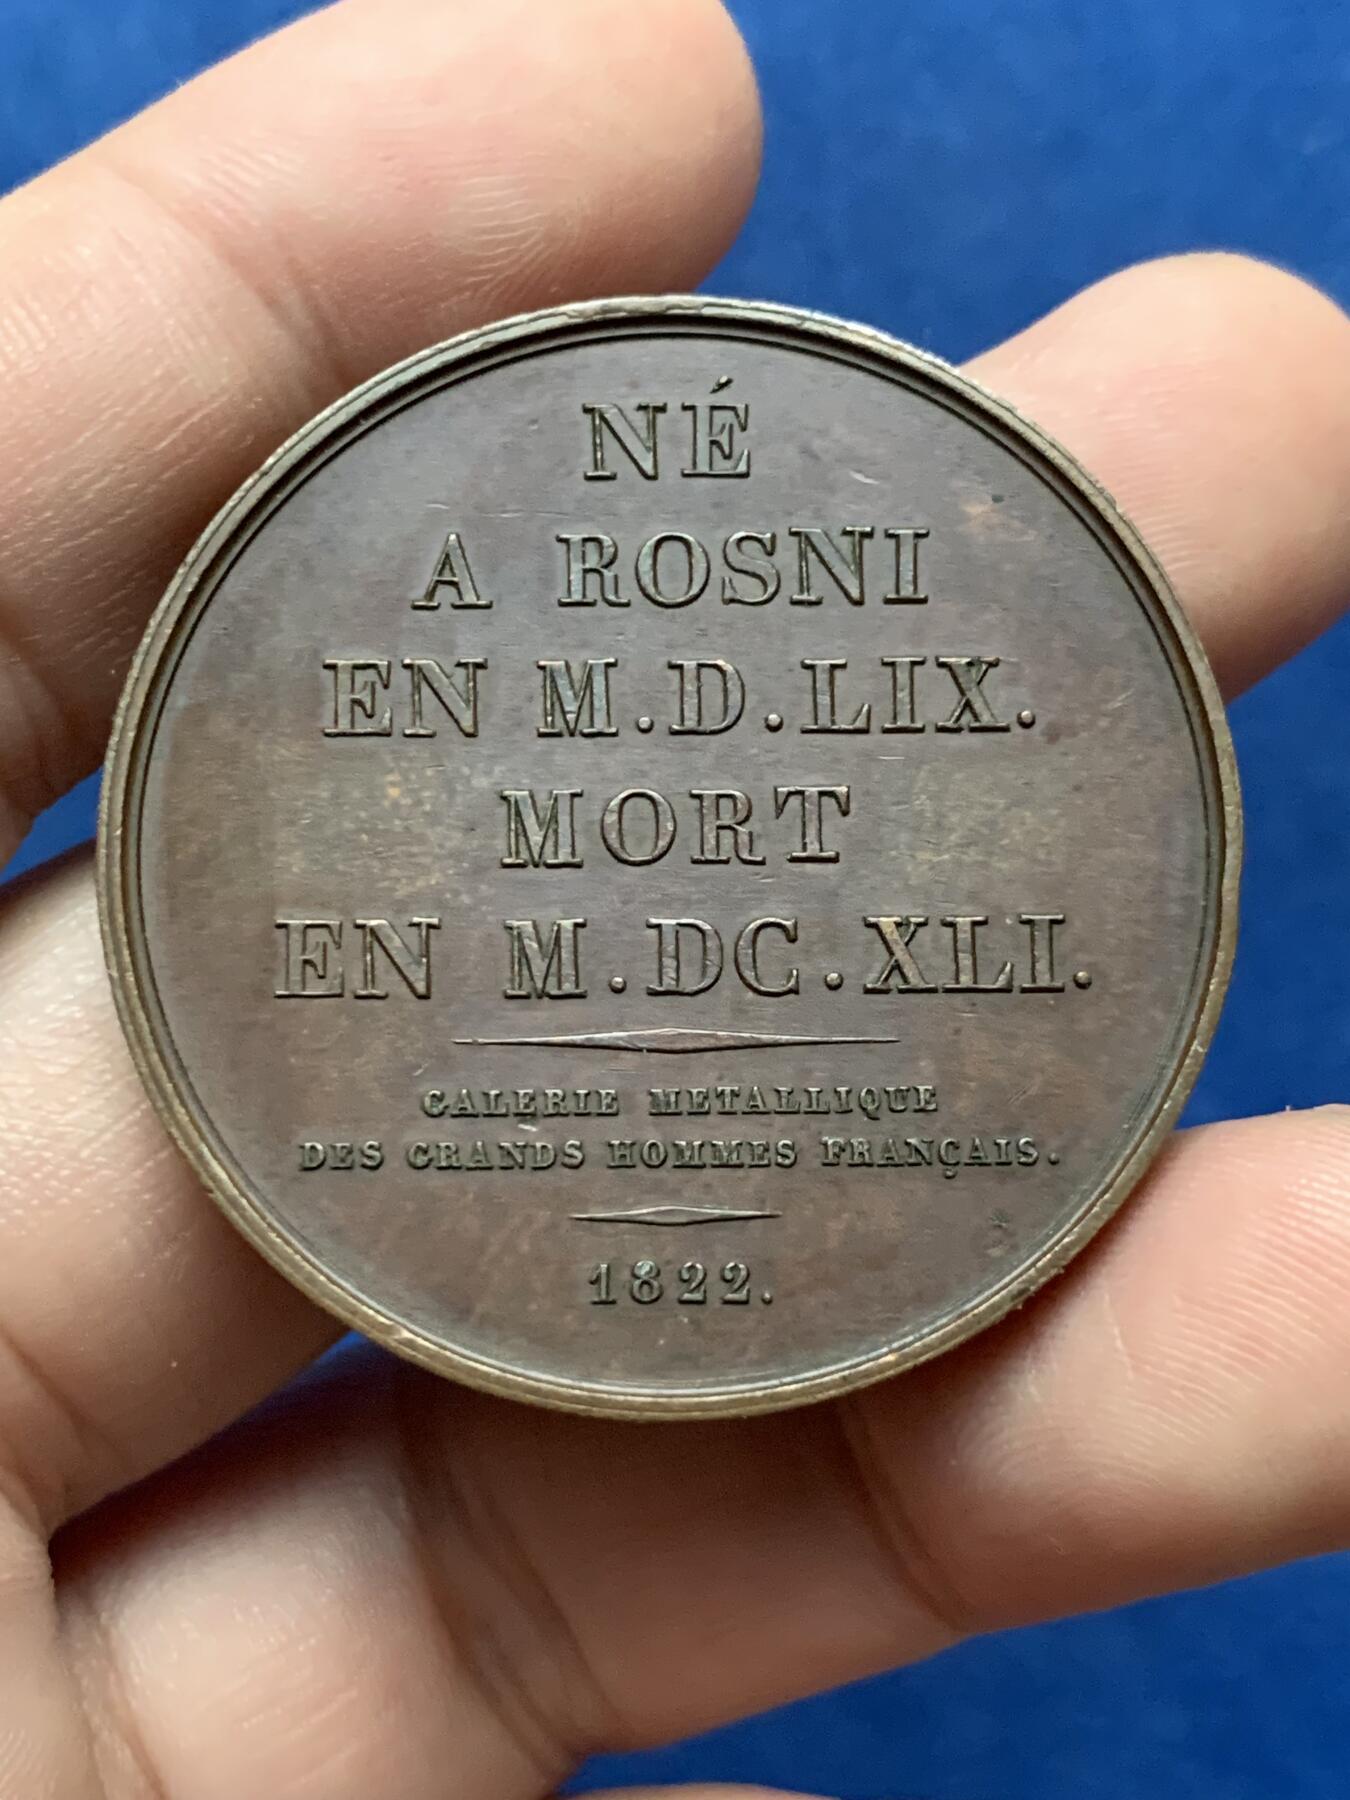 NÉ
A ROSNI
EN M.D.LIX.
MORT
EN M.DC.XLI.
GALERIE METALLIQUE
DES GRANDS HOMMES FRANÇAIS.
1822.